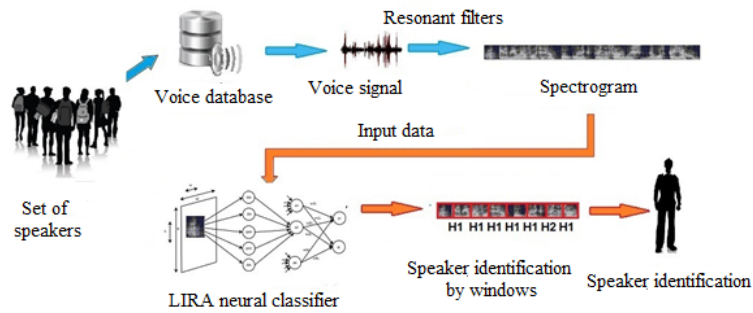 Resonant filters
Voice database
Voice signal
Spectrogram
Input data
Set of
speakers
H1 H1 H1 H1 H1 H2 H1
LIRA neural classifier
Speaker identification
by windows
Speaker identification